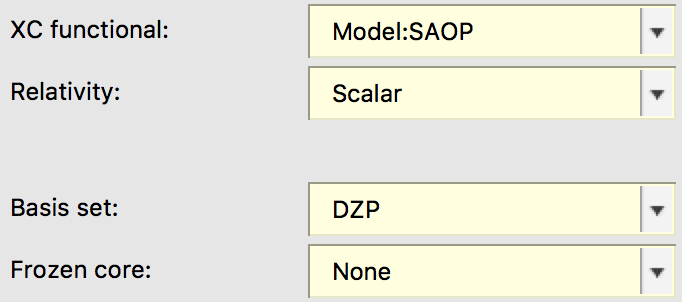 XC functional: Model:SAOP
Relativity: Scalar
Basis set: DZP
Frozen core: None